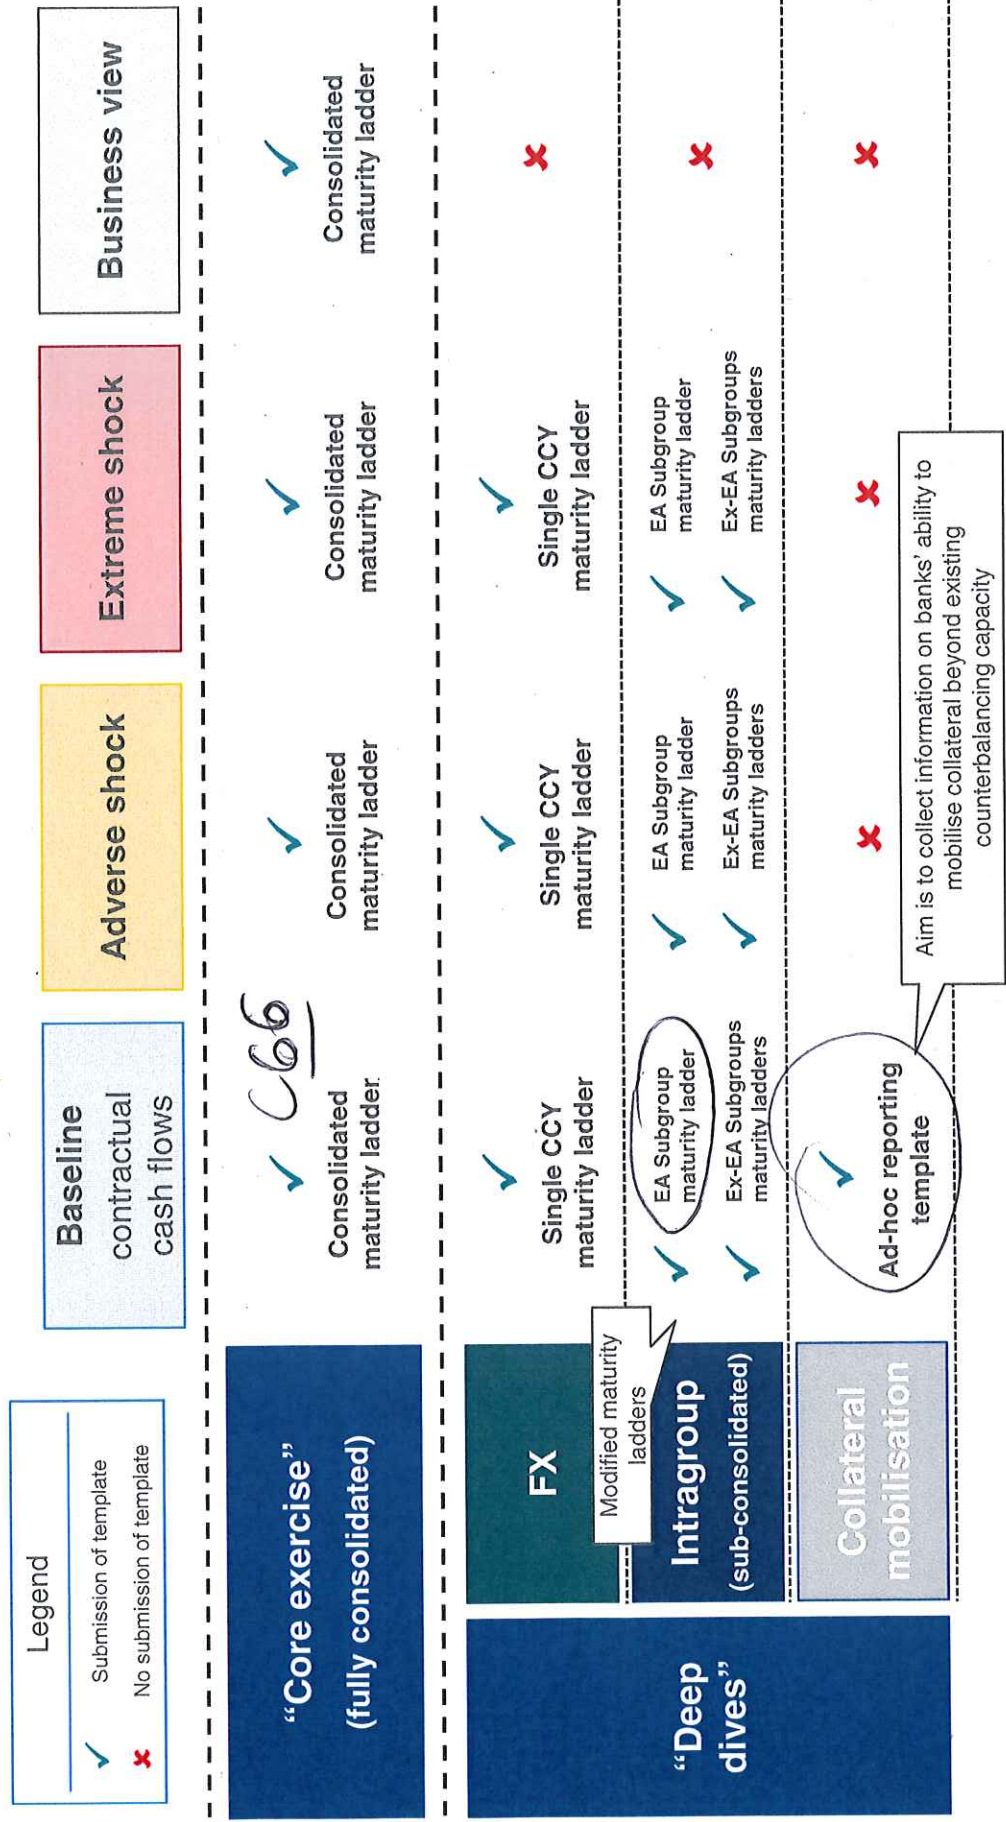 Legend
Submission of template
No submission of template
Baseline
contractual
cash flows
Adverse shock
Extreme shock
Business view
“Core exercise”
(fully consolidated)
C66
Consolidated
maturity ladder
Consolidated
maturity ladder
Consolidated
maturity ladder
Consolidated
maturity ladder
“Deep
dives”
FX
Single CCY
maturity ladder
Single CCY
maturity ladder
Single CCY
maturity ladder
Modified maturity
ladders
Intragroup
(sub-consolidated)
EA Subgroup
maturity ladder
Ex-EA Subgroups
maturity ladders
EA Subgroup
maturity ladder
Ex-EA Subgroups
maturity ladders
EA Subgroup
maturity ladder
Ex-EA Subgroups
maturity ladders
Collateral
mobilisation
Ad-hoc reporting
template
Aim is to collect information on banks’ ability to
mobilise collateral beyond existing
counterbalancing capacity